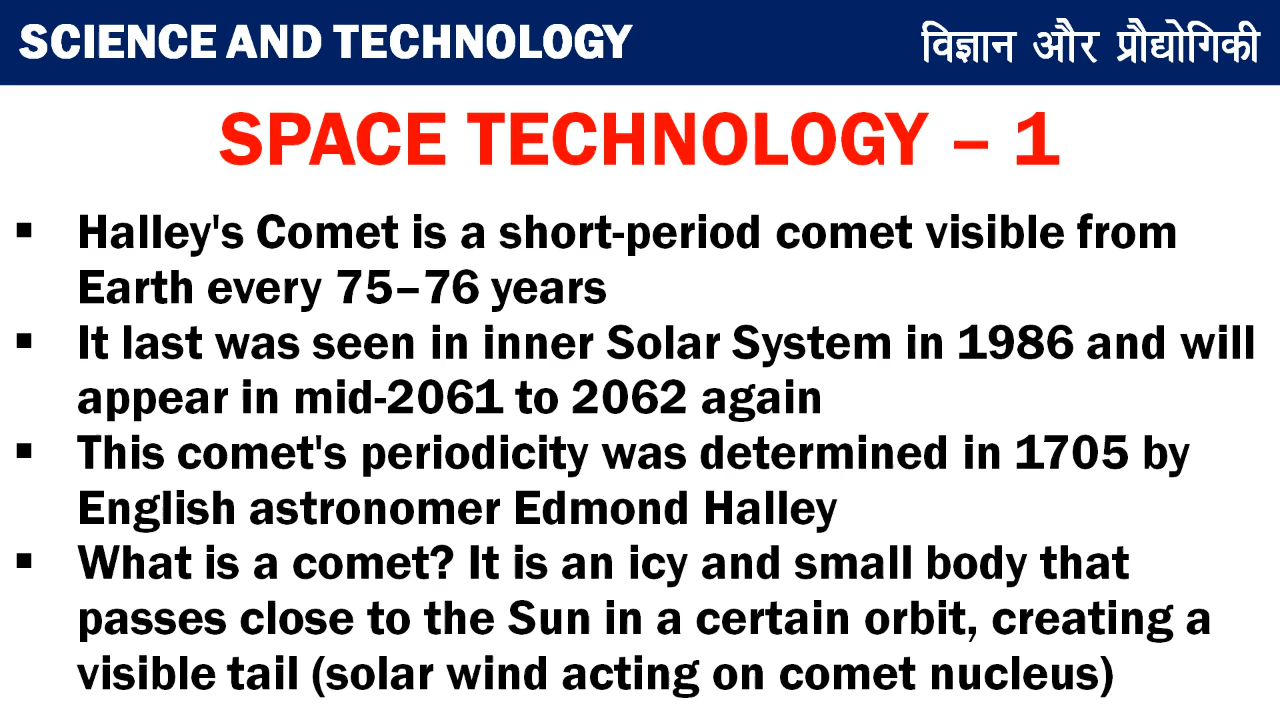 SCIENCE AND TECHNOLOGY
विज्ञान और प्रौद्योगिकी
SPACE TECHNOLOGY – 1
▪ Halley's Comet is a short-period comet visible from
Earth every 75–76 years
▪ It last was seen in inner Solar System in 1986 and will
appear in mid-2061 to 2062 again
▪ This comet's periodicity was determined in 1705 by
English astronomer Edmond Halley
▪ What is a comet? It is an icy and small body that
passes close to the Sun in a certain orbit, creating a
visible tail (solar wind acting on comet nucleus)